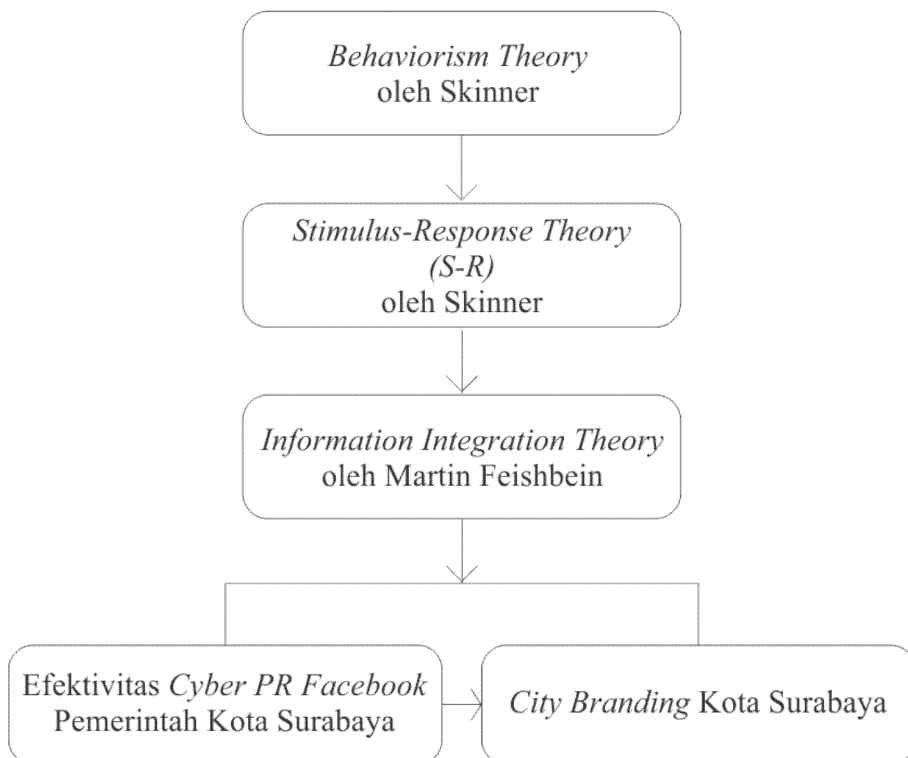 Behaviorism Theory
oleh Skinner
Stimulus-Response Theory
(S-R)
oleh Skinner
Information Integration Theory
oleh Martin Feishbein
Efektivitas Cyber PR Facebook
Pemerintah Kota Surabaya
City Branding Kota Surabaya